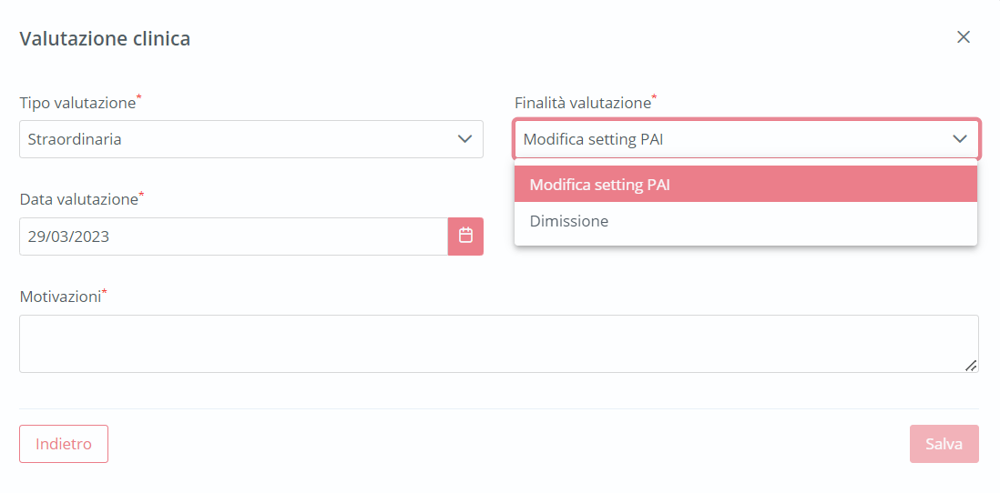 Valutazione clinica
Tipo valutazione*
Finalità valutazione*
Straordinaria
Modifica setting PAI
Modifica setting PAI
Dimissione
Data valutazione*
29/03/2023
Motivazioni*
Indietro
Salva